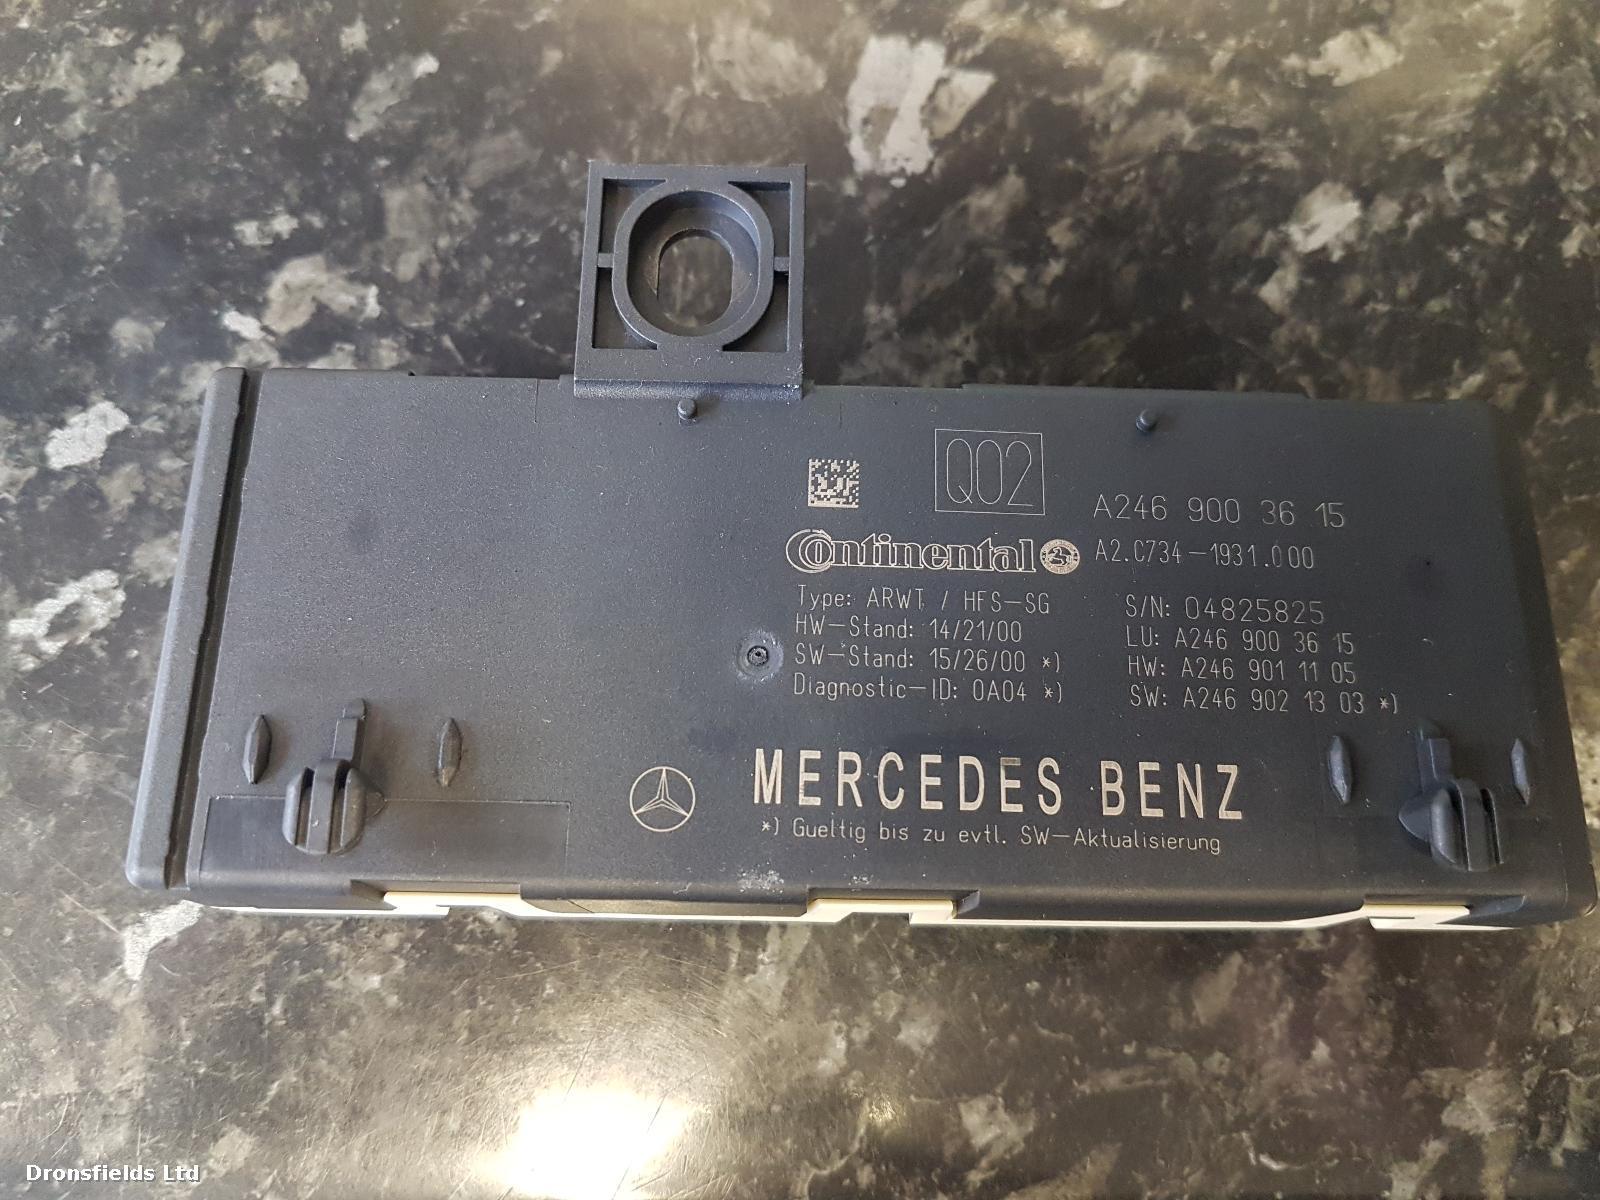 Q02
A246 900 3615
Continental
A2.C734-1931.000
Type: ARWT / HFS-SG
S/N: 04825825
HW-Stand: 14/21/00
LU: A246 900 36 15
SW-Stand: 15/26/00 *)
HW: A246 901 11 05
Diagnostic-ID: 0A04 *)
SW: A246 902 13 03 *)
MERCEDES BENZ
*) Gueltig bis zu evtl. SW-Aktualisierung
Dronsfields Ltd